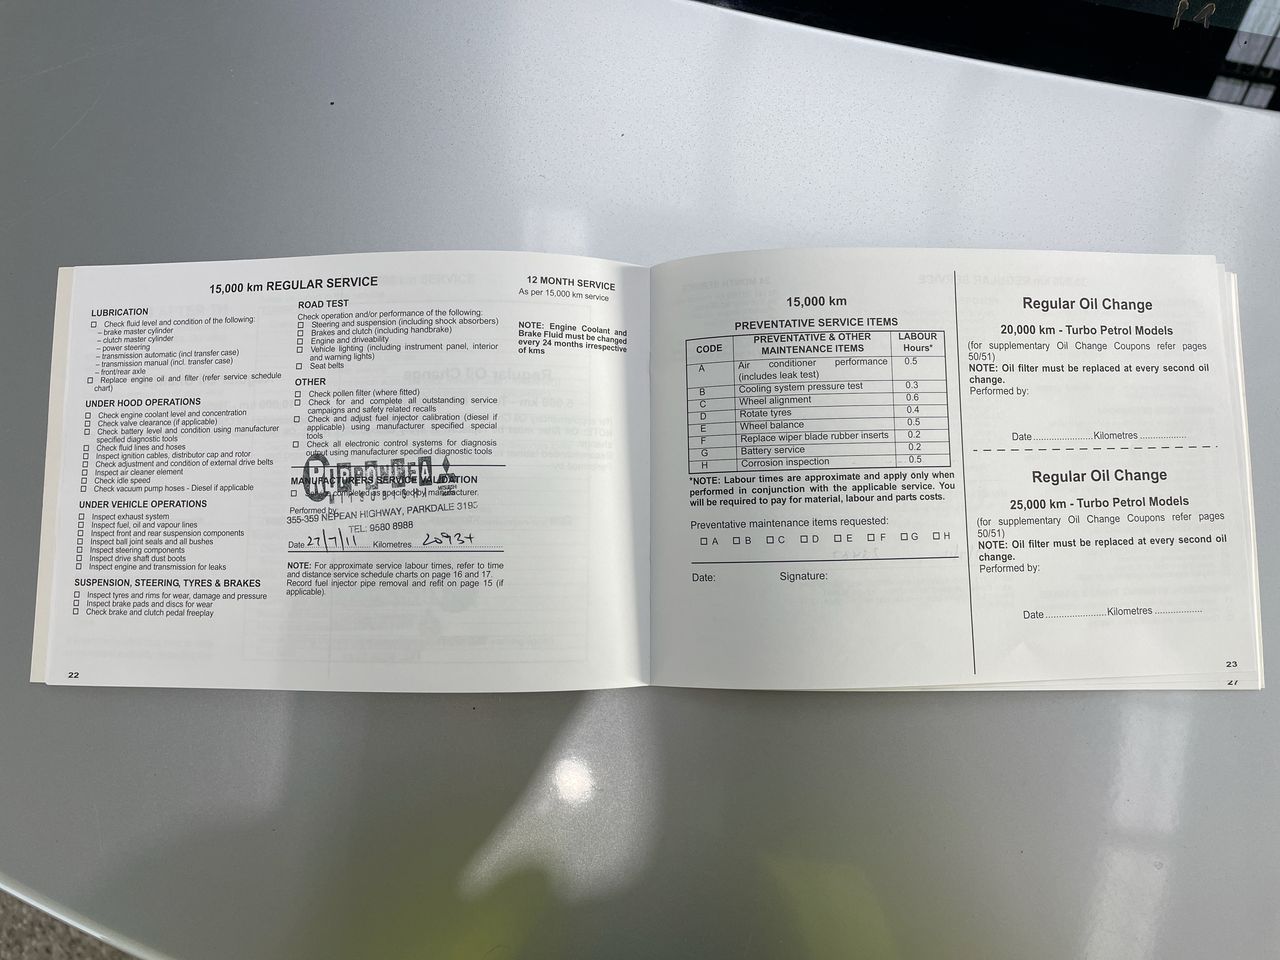 15,000 km REGULAR SERVICE
LUBRICATION
☐ Check fluid level and condition of the following:
– brake master cylinder
– clutch master cylinder
– power steering
– transmission automatic (incl transfer case)
– transmission manual (incl. transfer case)
– front/rear axle
☐ Replace engine oil and filter (refer service schedule
chart)
UNDER HOOD OPERATIONS
☐ Check engine coolant level and concentration
☐ Check valve clearance (if applicable)
☐ Check battery level and condition using manufacturer
specified diagnostic tools
☐ Check fluid lines and hoses
☐ Inspect ignition cables, distributor cap and rotor
☐ Check adjustment and condition of external drive belts
☐ Inspect air cleaner element
☐ Check idle speed
☐ Check vacuum pump hoses - Diesel if applicable
UNDER VEHICLE OPERATIONS
☐ Inspect exhaust system
☐ Inspect fuel, oil and vapour lines
☐ Inspect front and rear suspension components
☐ Inspect ball joint seals and all bushes
☐ Inspect steering components
☐ Inspect drive shaft dust boots
☐ Inspect engine and transmission for leaks
SUSPENSION, STEERING, TYRES & BRAKES
☐ Inspect tyres and rims for wear, damage and pressure
☐ Inspect brake pads and discs for wear
☐ Check brake and clutch pedal freeplay
22
ROAD TEST
Check operation and/or performance of the following:
☐ Steering and suspension (including shock absorbers)
☐ Brakes and clutch (including handbrake)
☐ Engine and driveability
☐ Vehicle lighting (including instrument panel, interior
and warning lights)
☐ Seat belts
OTHER
☐ Check pollen filter (where fitted)
☐ Check for and complete all outstanding service
campaigns and safety related recalls
☐ Check and adjust fuel injector calibration (diesel if
applicable) using manufacturer specified special
tools
☐ Check all electronic control systems for diagnosis
output using manufacturer specified diagnostic tools
RIPPONLEA
MITSUBISHI
MANUFACTURERS SERVICE VALIDATION
☐ completed as specified by manufacturer.
Performed by:
355-359 NEPEAN HIGHWAY, PARKDALE 3195
TEL: 9580 8988
Date 27/7/11 Kilometres
NOTE: For approximate service labour times, refer to time
and distance service schedule charts on page 16 and 17.
Record fuel injector pipe removal and refit on page 15 (if
applicable).
12 MONTH SERVICE
As per 15,000 km service
NOTE: Engine Coolant and
Brake Fluid must be changed
every 24 months irrespective
of kms
15,000 km
PREVENTATIVE SERVICE ITEMS
CODE PREVENTATIVE & OTHER MAINTENANCE ITEMS LABOUR Hours*
A Air conditioner performance (includes leak test) 0.5
B Cooling system pressure test 0.3
C Wheel alignment 0.6
D Rotate tyres 0.4
E Wheel balance 0.5
F Replace wiper blade rubber inserts 0.2
G Battery service 0.2
H Corrosion inspection 0.5
*NOTE: Labour times are approximate and apply only when
performed in conjunction with the applicable service. You
will be required to pay for material, labour and parts costs.
Preventative maintenance items requested:
☐ A ☐ B ☐ C ☐ D ☐ E ☐ F ☐ G ☐ H
Date: Signature:
Regular Oil Change
20,000 km - Turbo Petrol Models
(for supplementary Oil Change Coupons refer pages
50/51)
NOTE: Oil filter must be replaced at every second oil
change.
Performed by:
Date ...................... Kilometres ................
Regular Oil Change
25,000 km - Turbo Petrol Models
(for supplementary Oil Change Coupons refer pages
50/51)
NOTE: Oil filter must be replaced at every second oil
change.
Performed by:
Date ...................... Kilometres ................
23
27